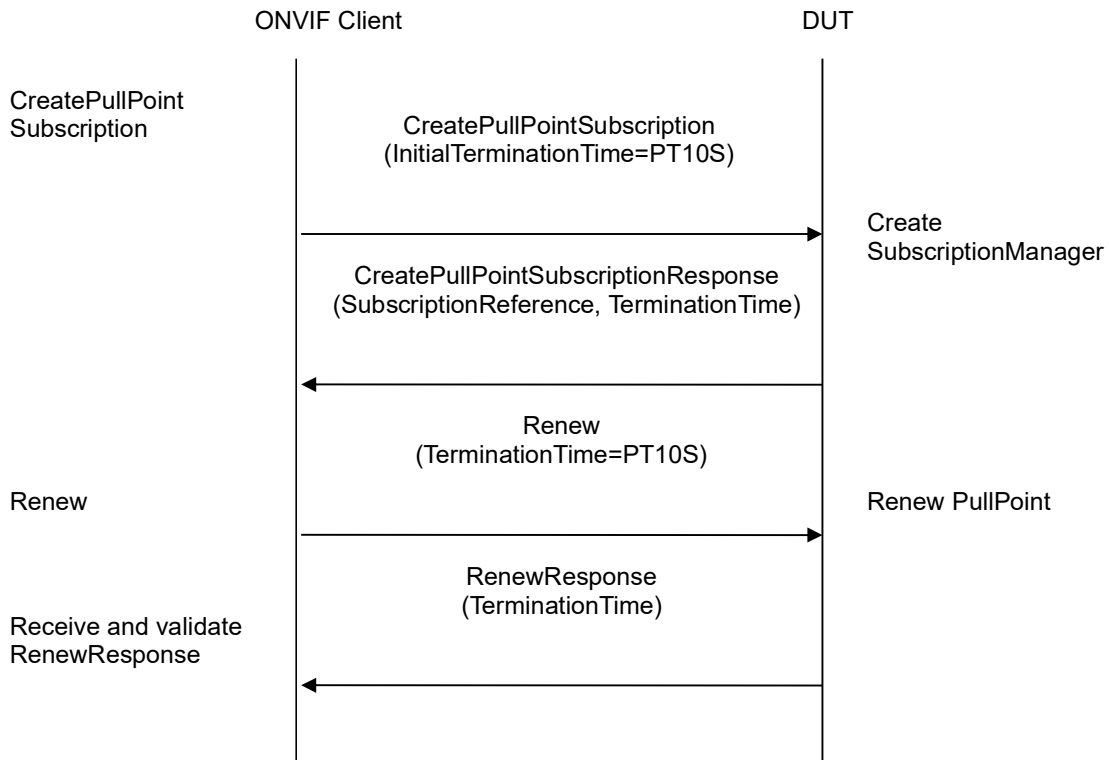 ONVIF Client
DUT
CreatePullPoint
Subscription
CreatePullPointSubscription
(InitialTerminationTime=PT10S)
Create
SubscriptionManager
CreatePullPointSubscriptionResponse
(SubscriptionReference, TerminationTime)
Renew
(TerminationTime=PT10S)
Renew
Renew PullPoint
RenewResponse
(TerminationTime)
Receive and validate
RenewResponse